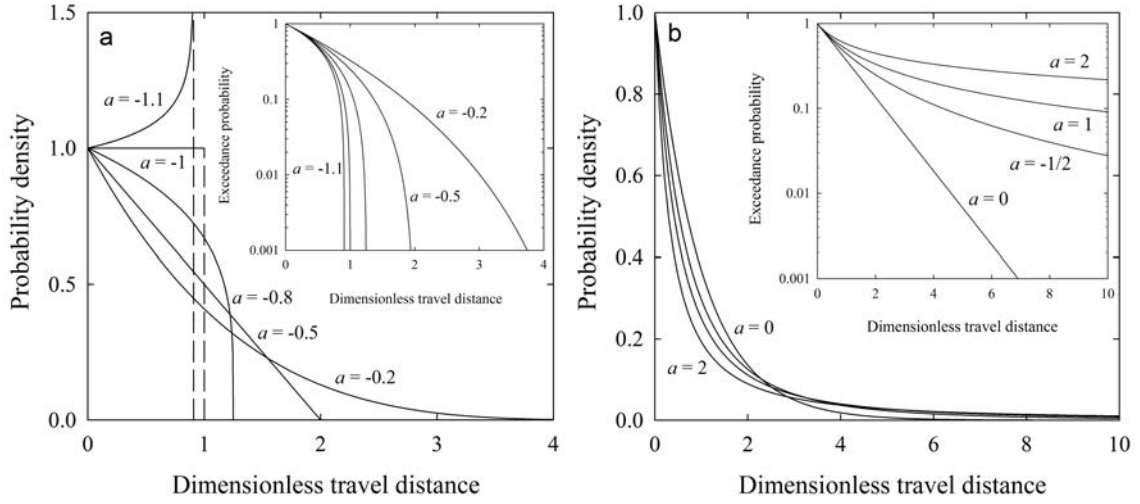 a
1.5
1.0
0.5
0.0
Probability density
0
1
2
3
4
Dimensionless travel distance
a = -1.1
a = -1
a = -0.8
a = -0.5
a = -0.2
1
0.1
0.01
0.001
Exceedance probability
0
1
2
3
4
Dimensionless travel distance
a = -0.2
a = -1.1
a = -0.5
b
1.0
0.8
0.6
0.4
0.2
0.0
Probability density
0
2
4
6
8
10
Dimensionless travel distance
a = 0
a = 2
1
0.1
0.01
0.001
Exceedance probability
0
2
4
6
8
10
Dimensionless travel distance
a = 2
a = 1
a = -1/2
a = 0